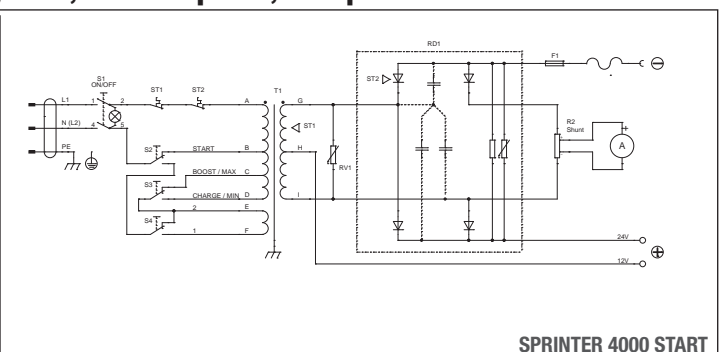 RD1
F1
S1
ON/OFF
ST1
ST2
T1
ST2
L1
1
2
A
G
N (L2)
4
5
ST1
R2
Shunt
+
A
PE
S2
START
B
H
RV1
BOOST / MAX
C
S3
CHARGE / MIN
D
I
2
E
S4
1
F
24V
12V
SPRINTER 4000 START